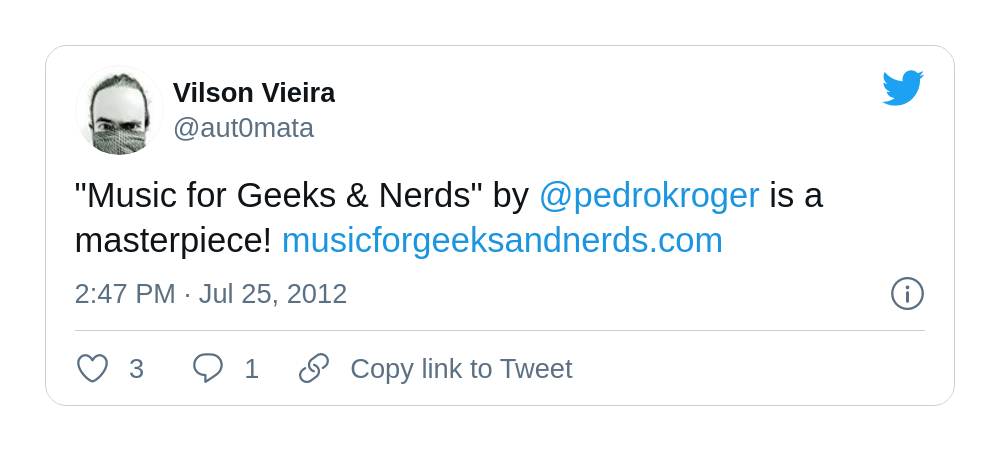 Vilson Vieira
@aut0mata
"Music for Geeks & Nerds" by @pedrokroger is a
masterpiece! musicforgeeksandnerds.com
2:47 PM · Jul 25, 2012
3 1 Copy link to Tweet